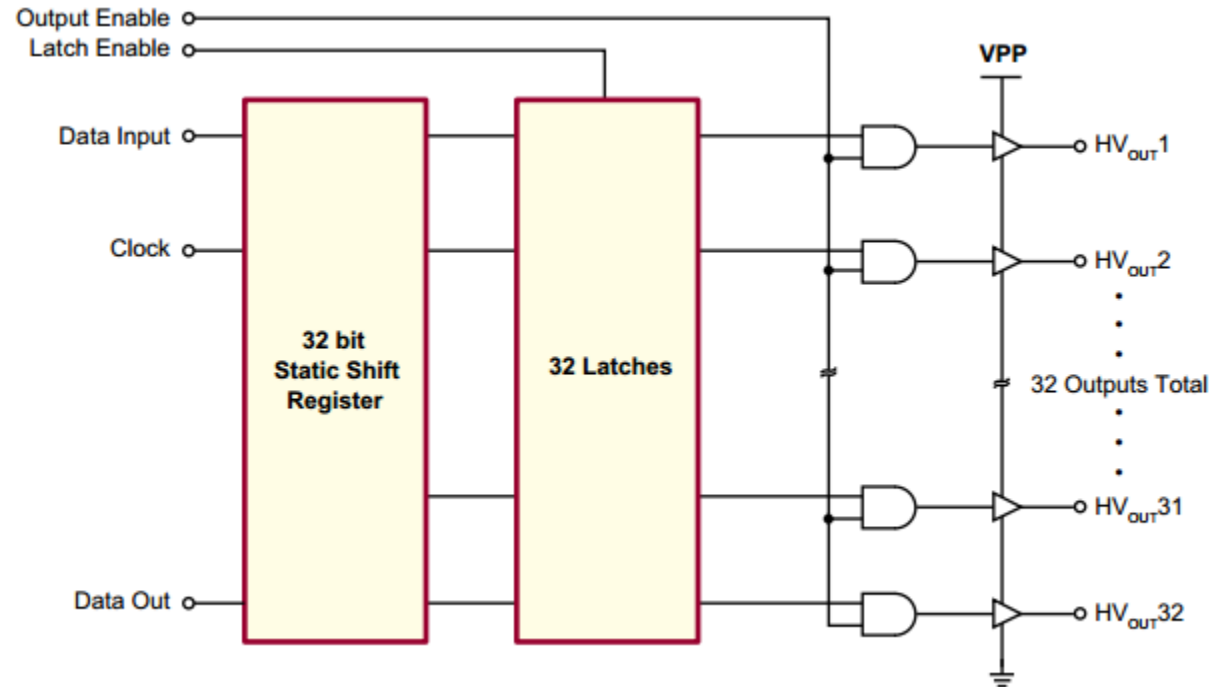 Output Enable
Latch Enable
VPP
Data Input
HVOUT1
Clock
HVOUT2
32 bit
Static Shift
Register
32 Latches
32 Outputs Total
HVOUT31
Data Out
HVOUT32